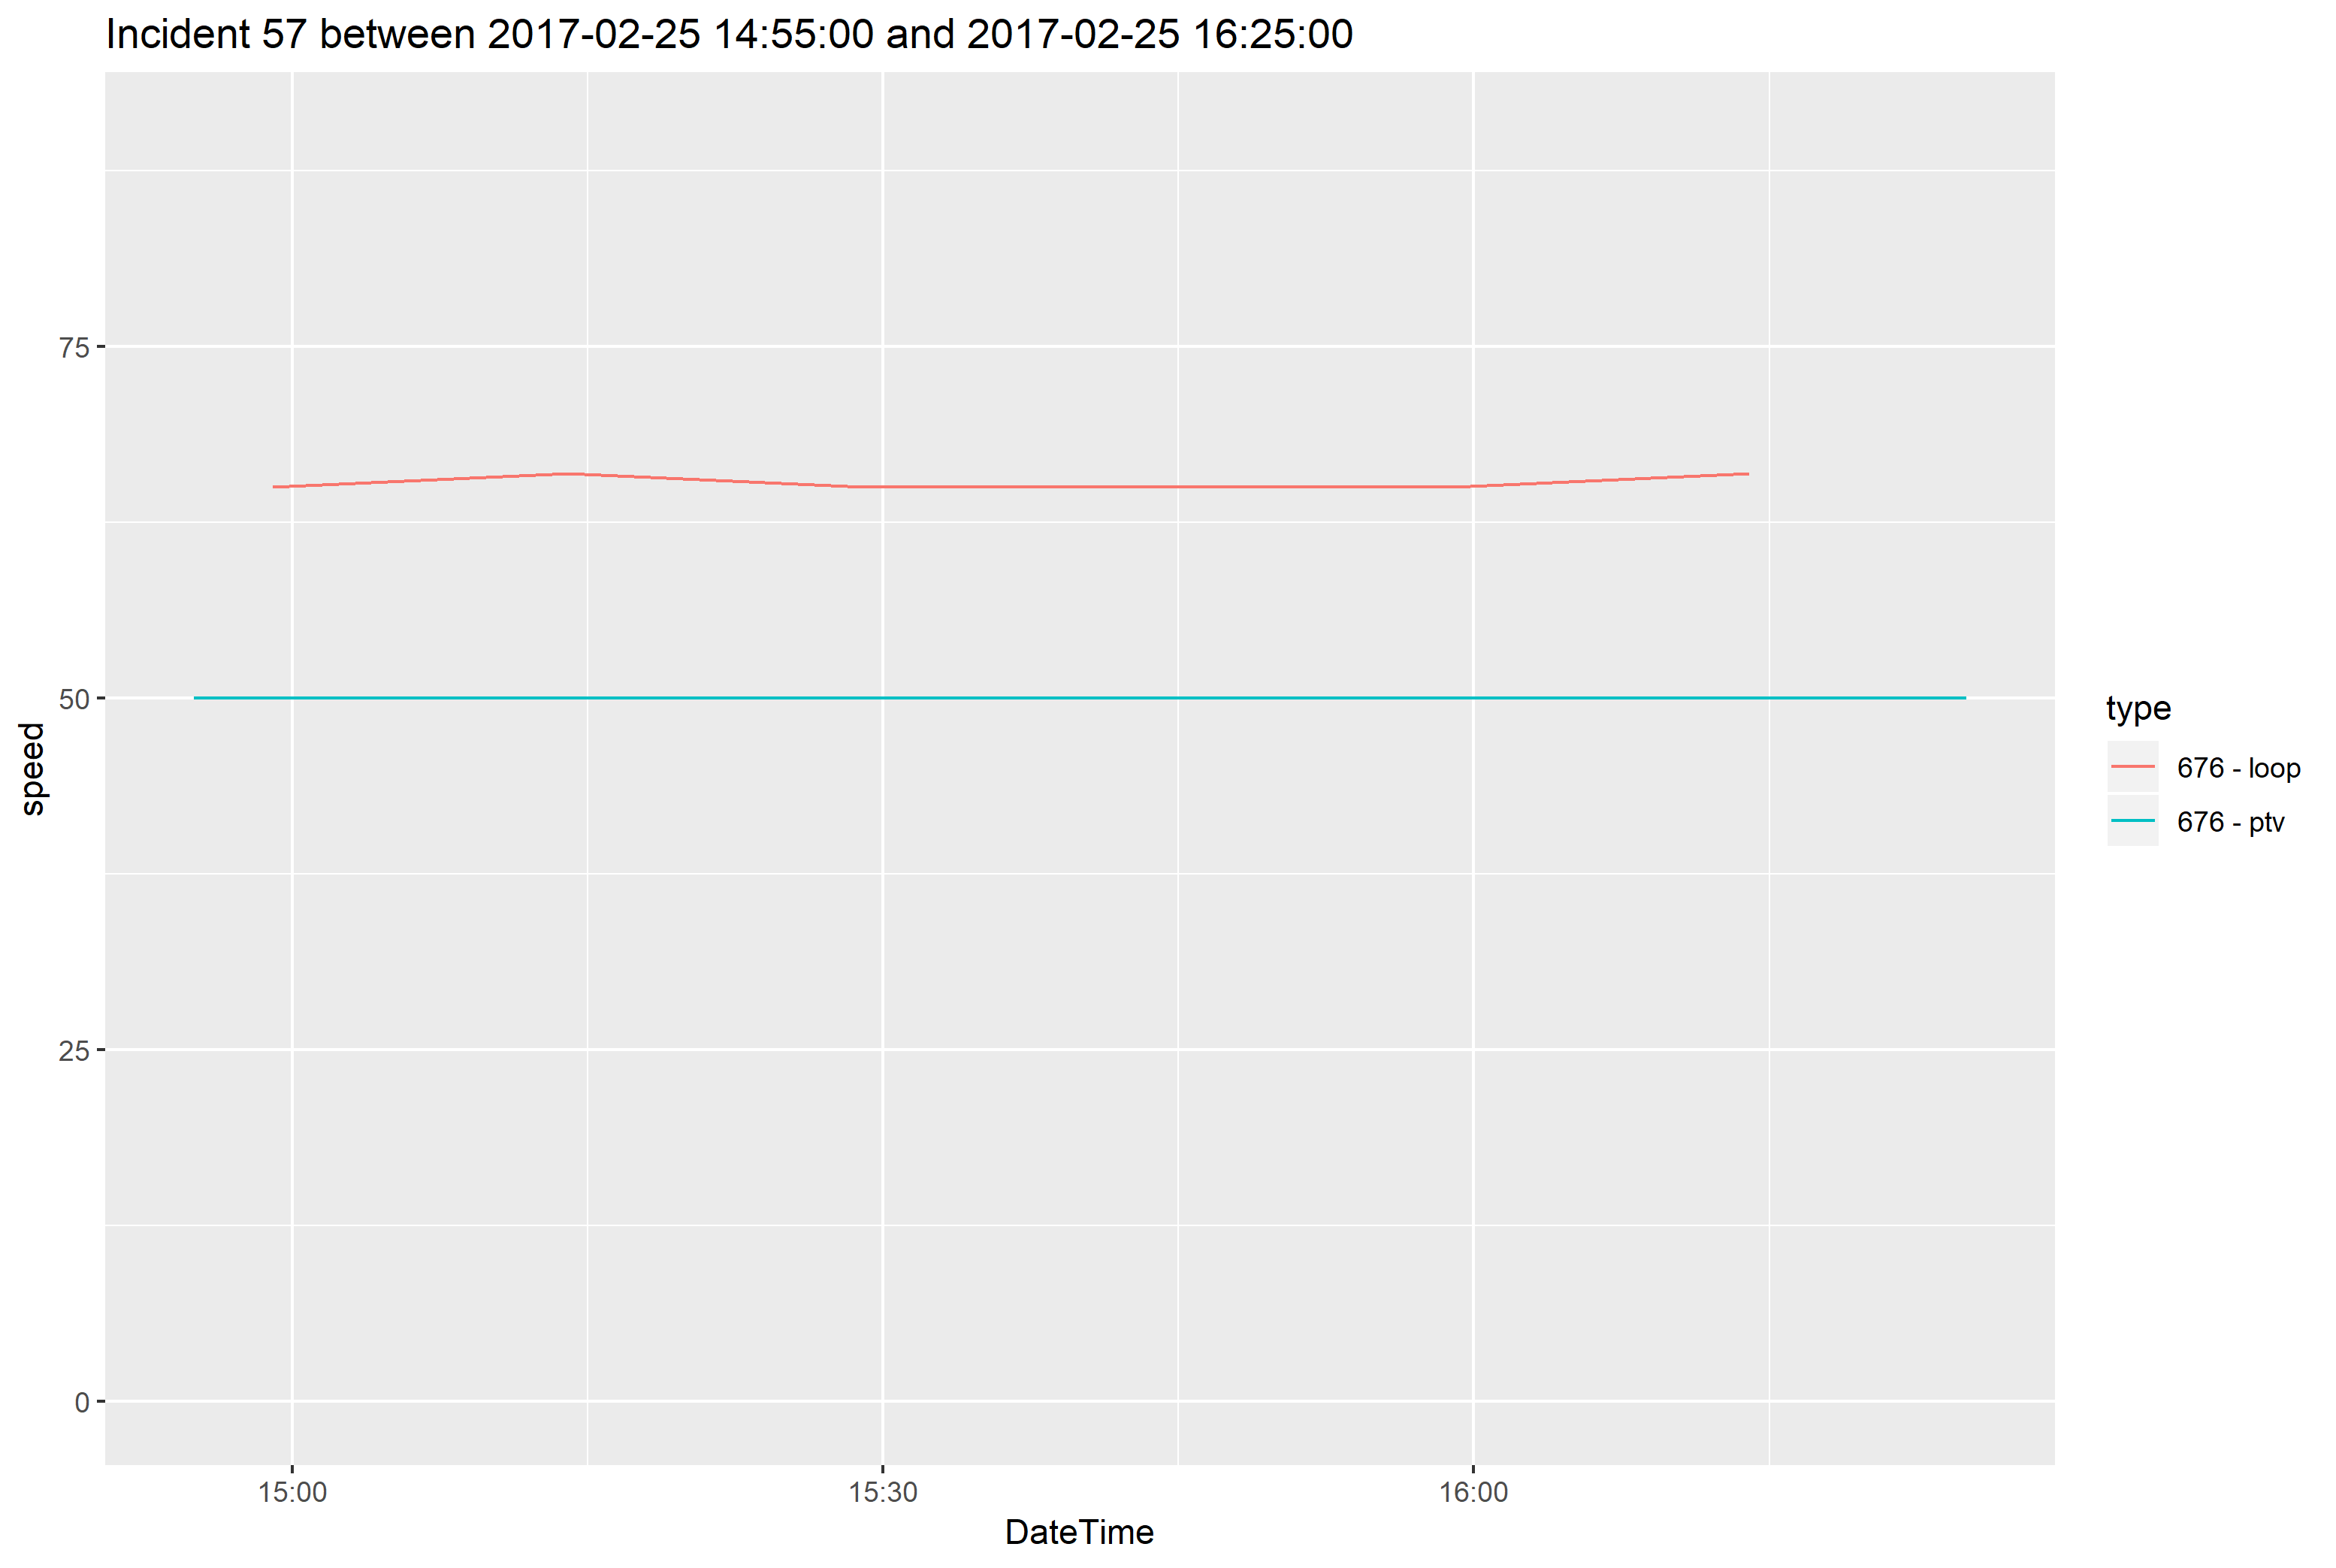 Incident 57 between 2017-02-25 14:55:00 and 2017-02-25 16:25:00
75
50
25
0
speed
15:00
15:30
16:00
DateTime
type
676 - loop
676 - ptv